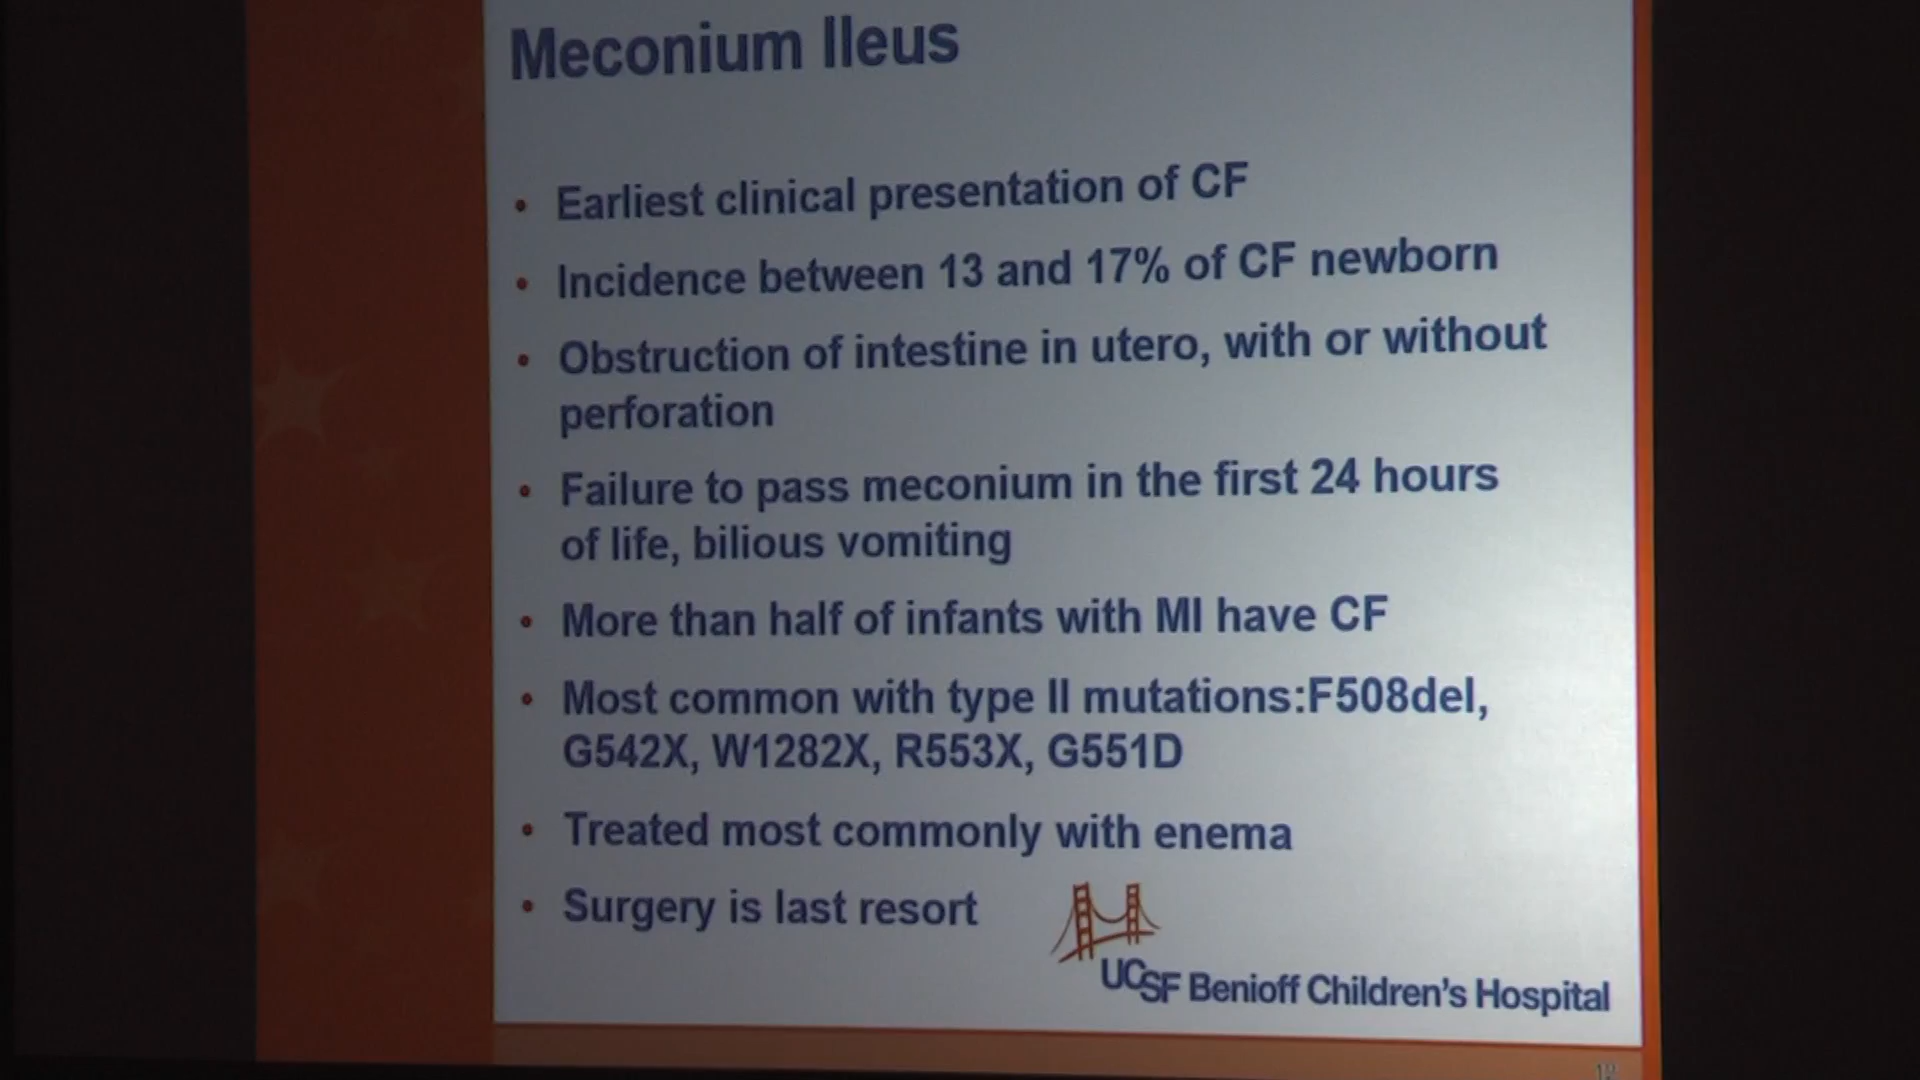 Meconium Ileus
• Earliest clinical presentation of CF
• Incidence between 13 and 17% of CF newborn
• Obstruction of intestine in utero, with or without
perforation
• Failure to pass meconium in the first 24 hours
of life, bilious vomiting
• More than half of infants with MI have CF
• Most common with type II mutations:F508del,
G542X, W1282X, R553X, G551D
• Treated most commonly with enema
• Surgery is last resort
UCSF Benioff Children's Hospital